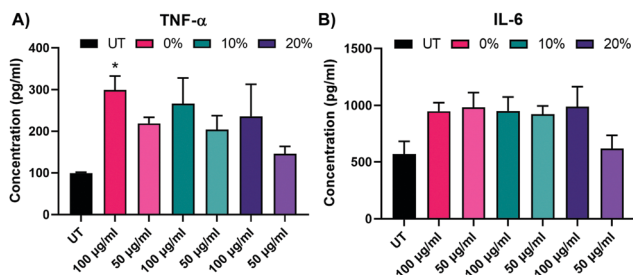 A) TNF-α
UT 0% 10% 20%
Concentration (pg/ml)
400
300
200
100
0
*
UT
100 μg/ml
50 μg/ml
100 μg/ml
50 μg/ml
100 μg/ml
50 μg/ml
B) IL-6
UT 0% 10% 20%
Concentration (pg/ml)
1500
1000
500
0
UT
100 μg/ml
50 μg/ml
100 μg/ml
50 μg/ml
100 μg/ml
50 μg/ml